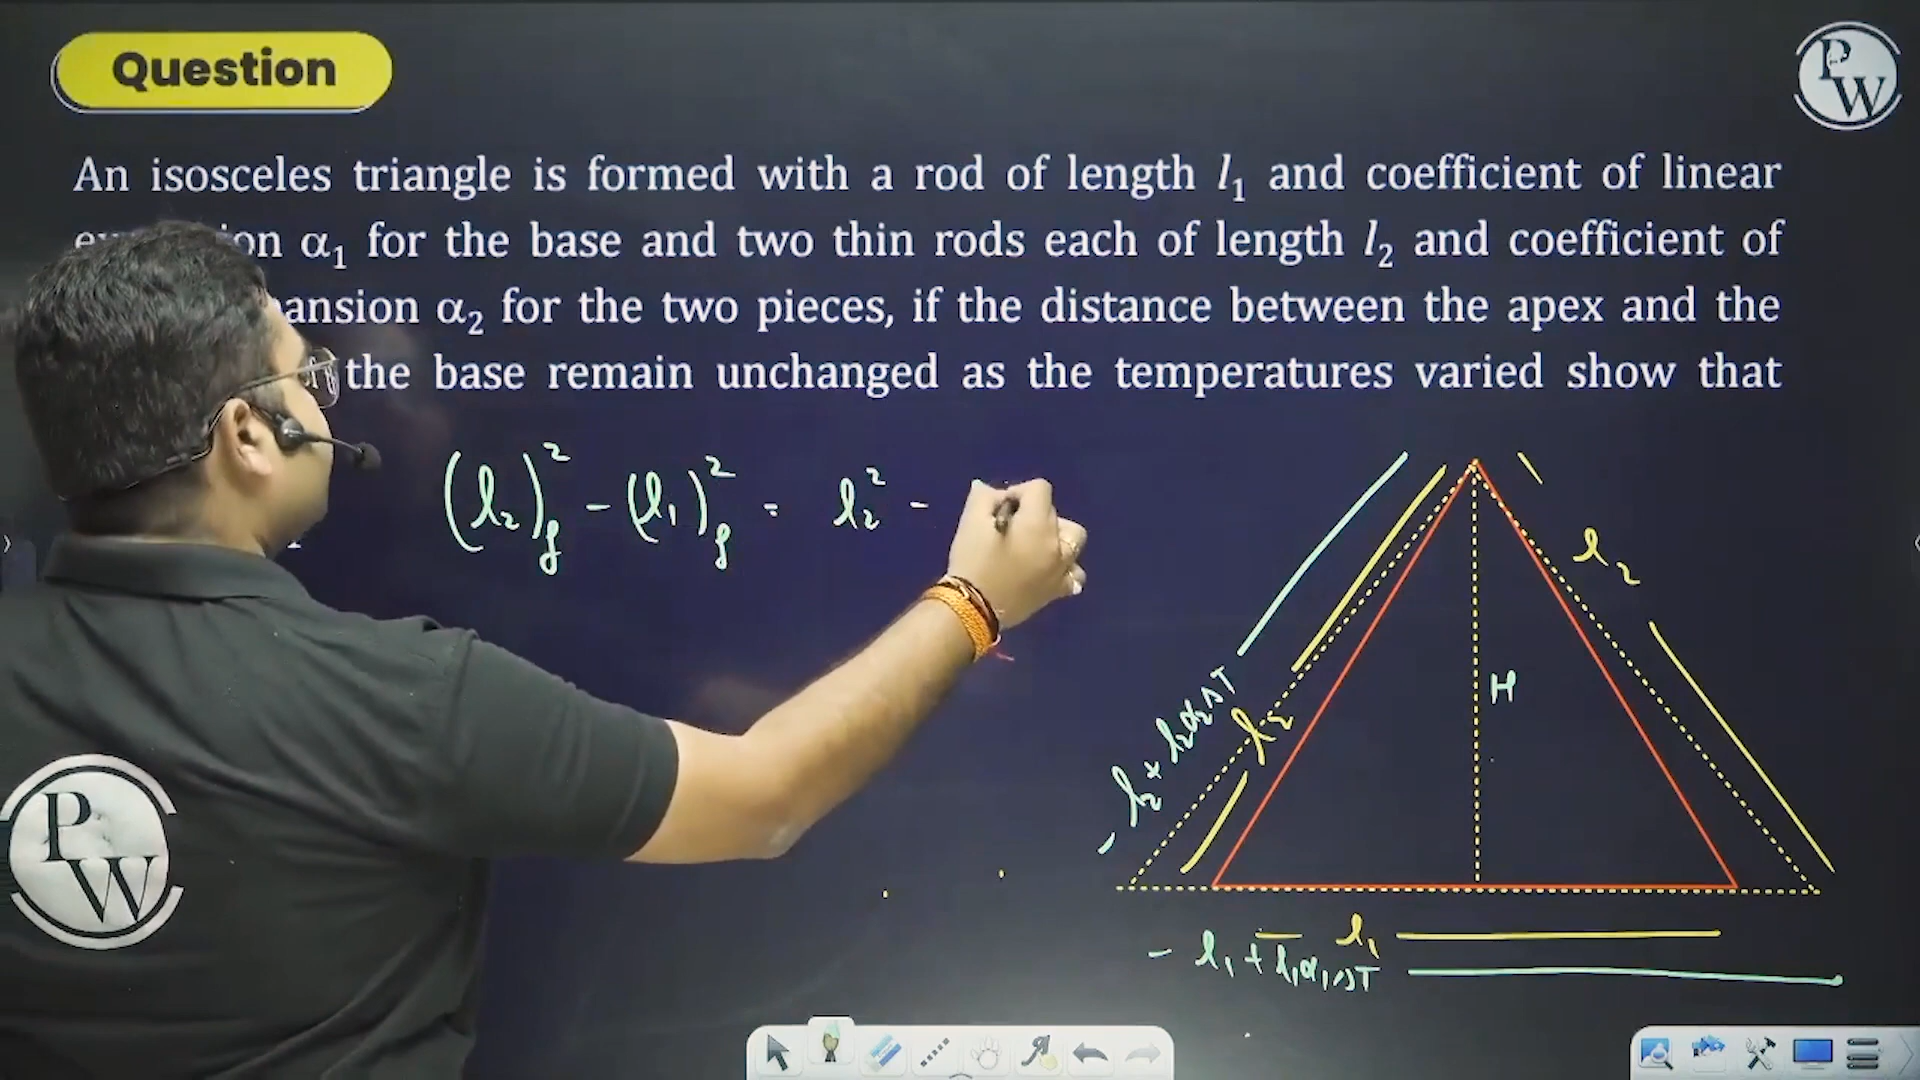 Question
PW
An isosceles triangle is formed with a rod of length l₁ and coefficient of linear
on α₁ for the base and two thin rods each of length l₂ and coefficient of
ansion α₂ for the two pieces, if the distance between the apex and the
the base remain unchanged as the temperatures varied show that
(l₂)f² - (l₁)f² = l₂² -
l₂
H
l₂
l₂ + l₂α₂ΔT
l₁
l₁ + l₁α₁ΔT
PW